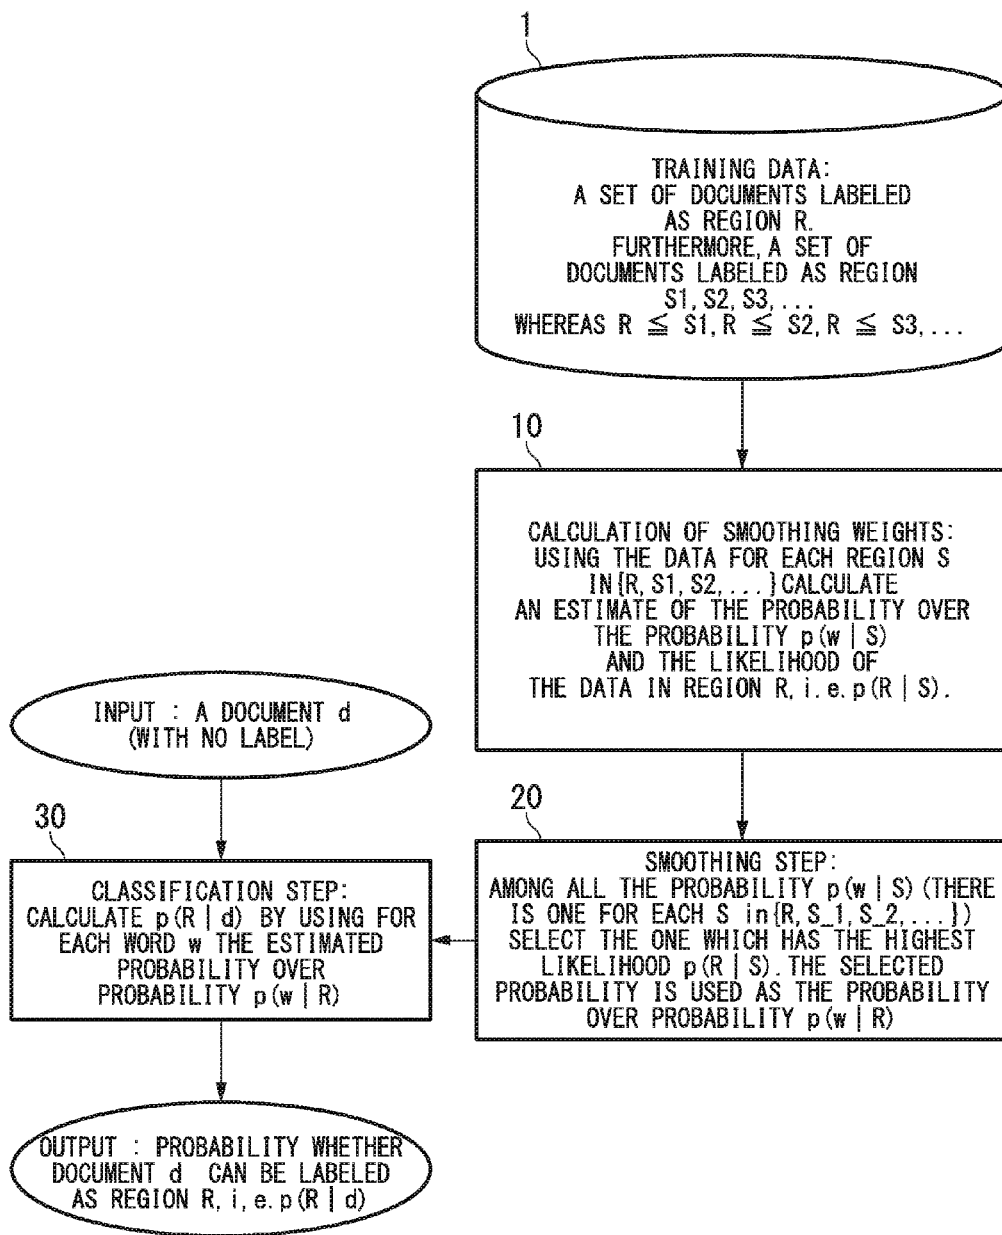 1
TRAINING DATA:
A SET OF DOCUMENTS LABELED
AS REGION R.
FURTHERMORE, A SET OF
DOCUMENTS LABELED AS REGION
S1, S2, S3, ...
WHEREAS R ≦ S1, R ≦ S2, R ≦ S3, ...
10
CALCULATION OF SMOOTHING WEIGHTS:
USING THE DATA FOR EACH REGION S
IN{R, S1, S2, ...}CALCULATE
AN ESTIMATE OF THE PROBABILITY OVER
THE PROBABILITY p(w | S)
AND THE LIKELIHOOD OF
THE DATA IN REGION R, i.e. p(R | S).
20
SMOOTHING STEP:
AMONG ALL THE PROBABILITY p(w | S) (THERE
IS ONE FOR EACH S in{R, S_1, S_2, ...})
SELECT THE ONE WHICH HAS THE HIGHEST
LIKELIHOOD p(R | S). THE SELECTED
PROBABILITY IS USED AS THE PROBABILITY
OVER PROBABILITY p(w | R)
INPUT : A DOCUMENT d
(WITH NO LABEL)
30
CLASSIFICATION STEP:
CALCULATE p(R | d) BY USING FOR
EACH WORD w THE ESTIMATED
PROBABILITY OVER
PROBABILITY p(w | R)
OUTPUT : PROBABILITY WHETHER
DOCUMENT d CAN BE LABELED
AS REGION R, i, e. p(R | d)